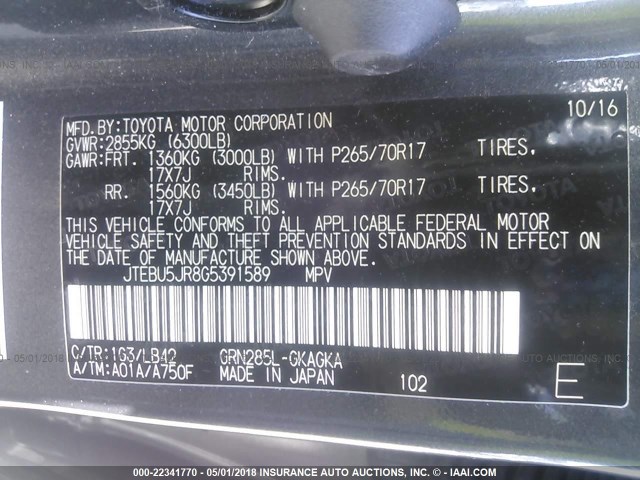 10/16
MFD.BY:TOYOTA MOTOR CORPORATION
GVWR:2855KG (6300LB)
GAWR:FRT. 1360KG (3000LB) WITH P265/70R17 TIRES,
17X7J RIMS.
RR. 1560KG (3450LB) WITH P265/70R17 TIRES,
17X7J RIMS.
THIS VEHICLE CONFORMS TO ALL APPLICABLE FEDERAL MOTOR
VEHICLE SAFETY AND THEFT PREVENTION STANDARDS IN EFFECT ON
THE DATE OF MANUFACTURE SHOWN ABOVE.
JTEBU5JR8G5391589 MPV
C/TR:1G3/LB42 GRN285L-GKAGKA
A/TM:A01A/A750F MADE IN JAPAN 102 E
000-22341770 - 05/01/2018 - INSURANCE AUTO AUCTIONS, INC. - IAAI.COM